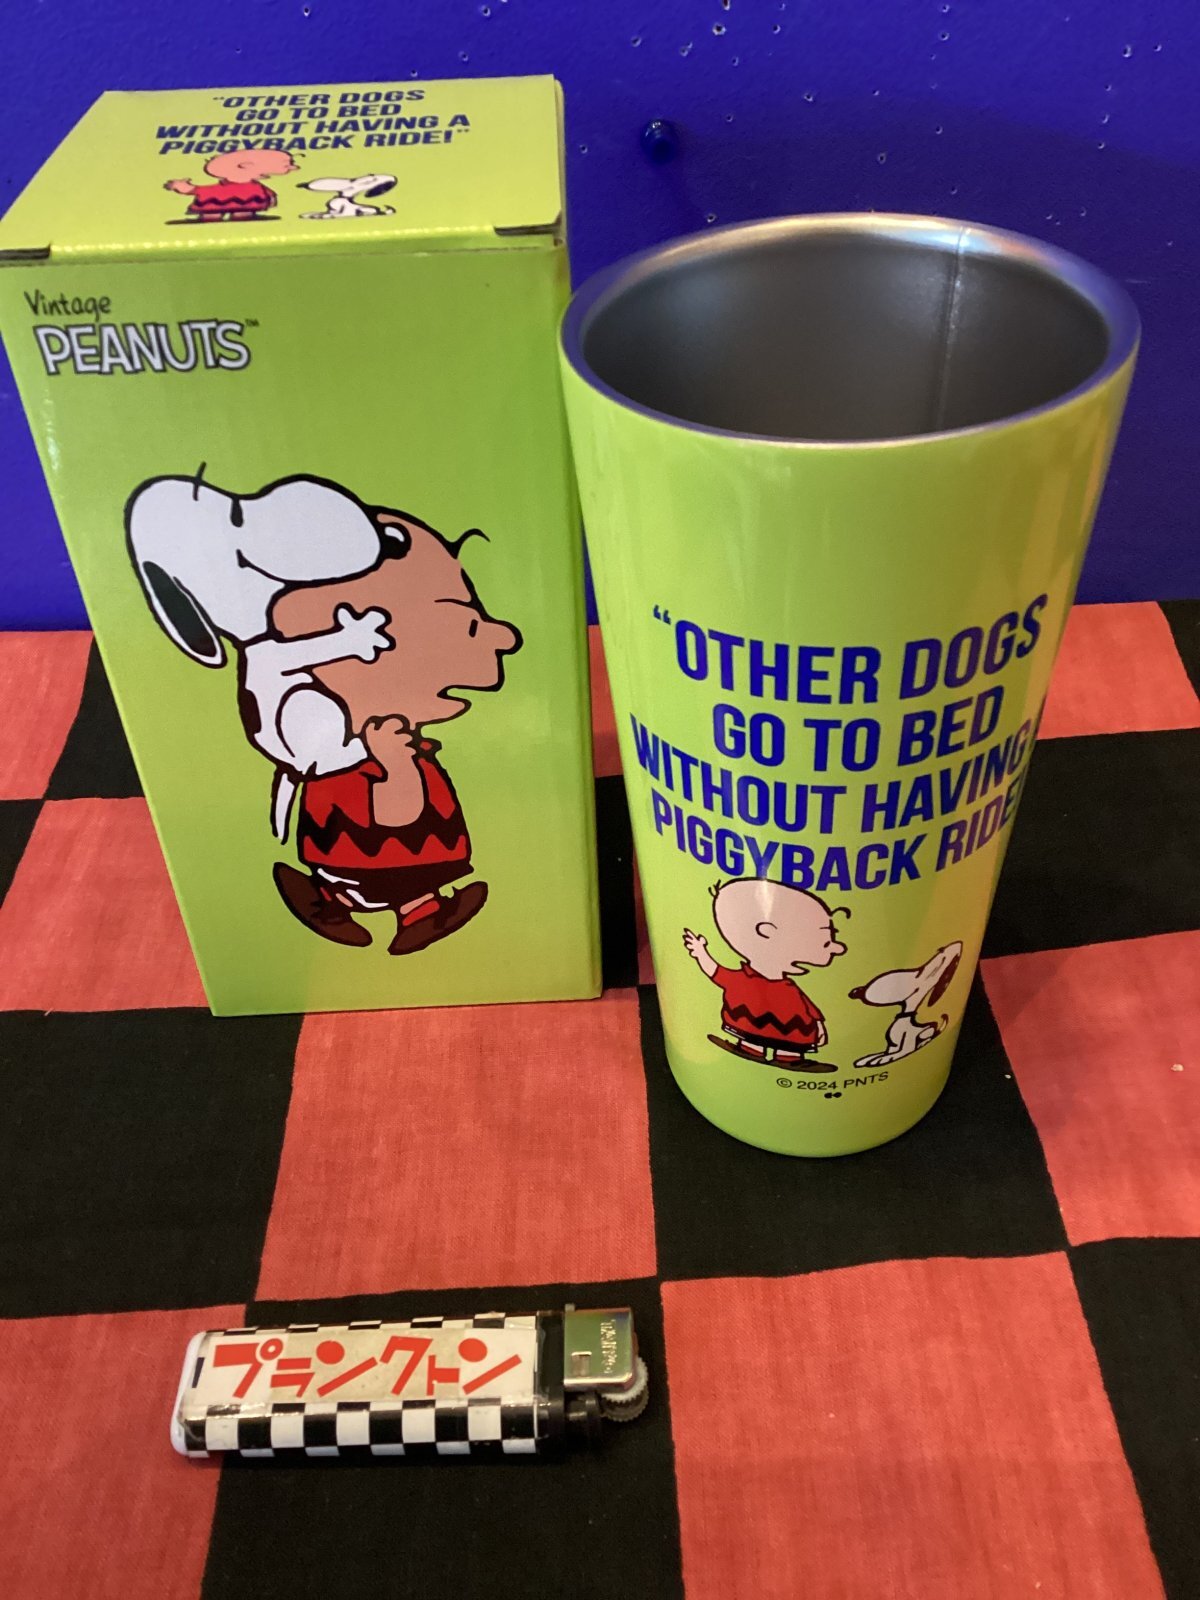 "OTHER DOGS
GO TO BED
WITHOUT HAVING A
PIGGYBACK RIDE!"
Vintage
PEANUTS™
"OTHER DOGS
GO TO BED
WITHOUT HAVING
PIGGYBACK RIDE
© 2024 PNTS
プランクトン